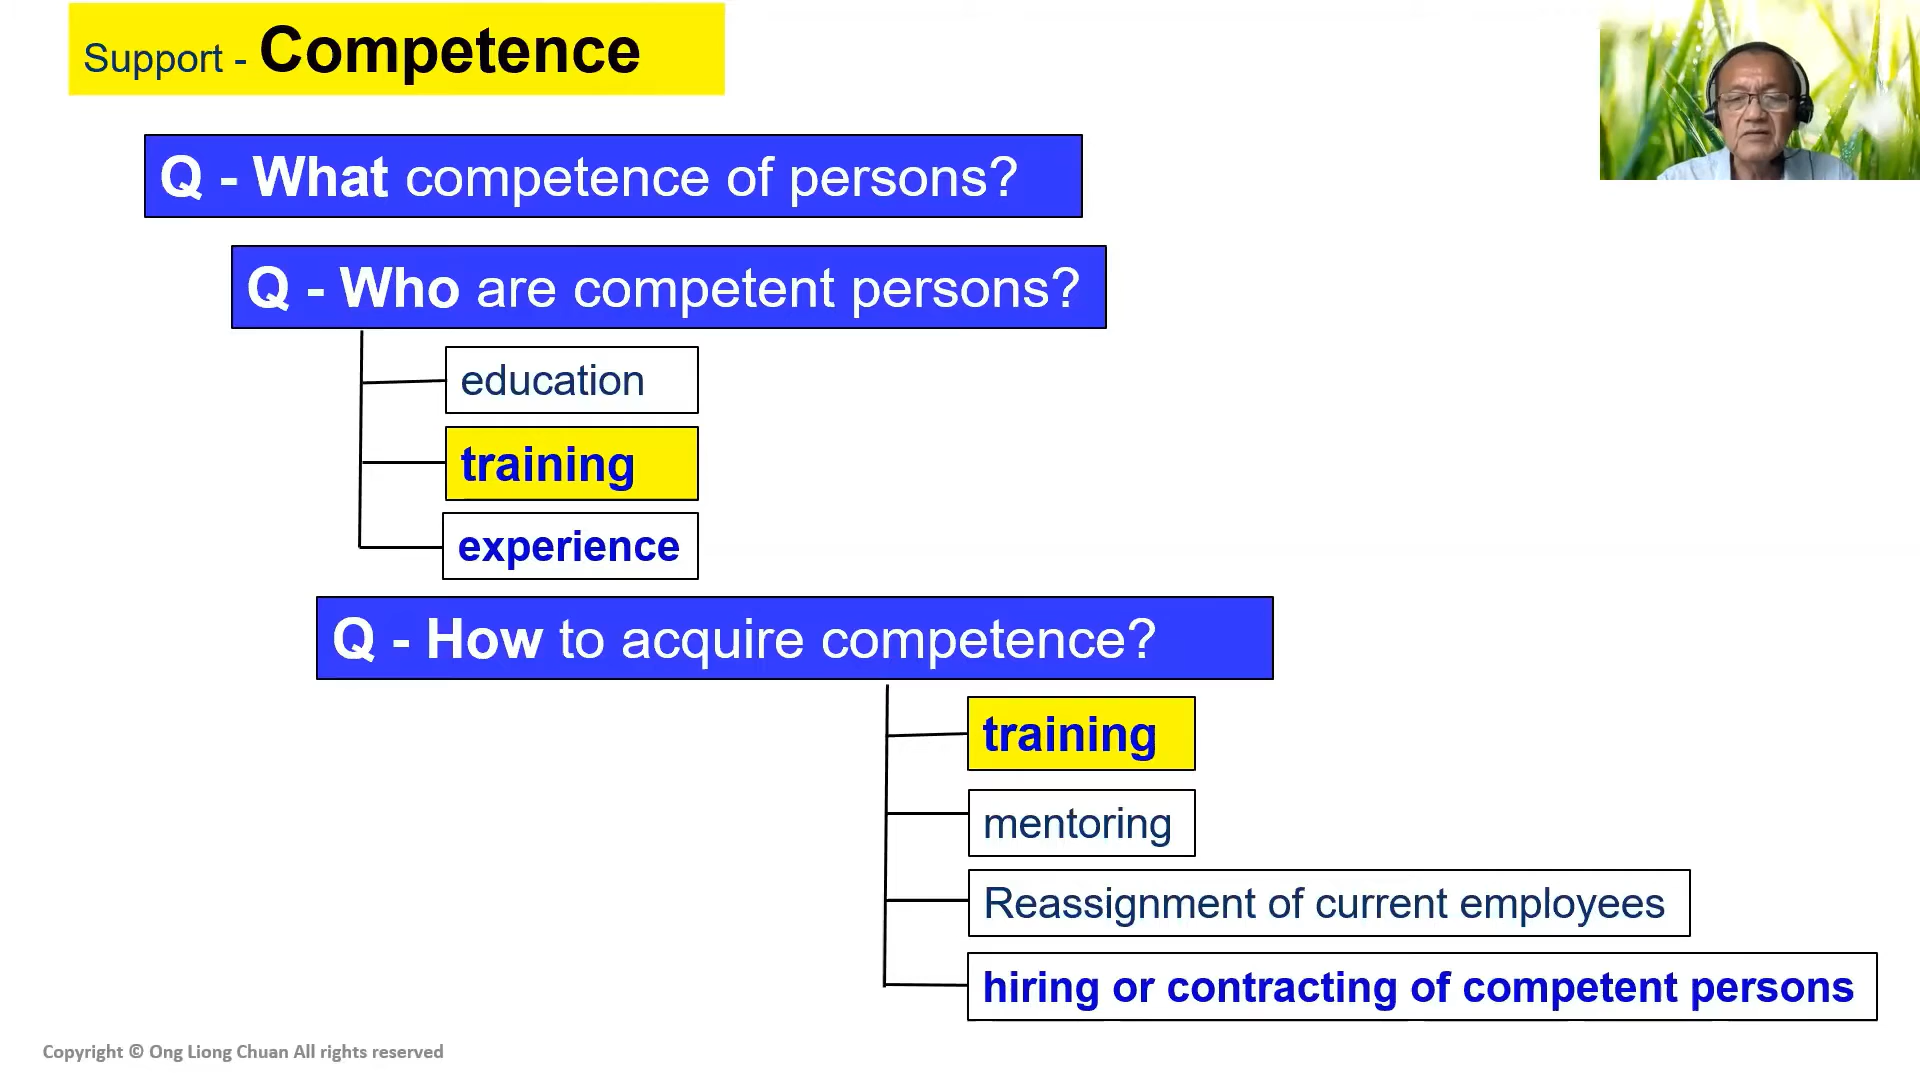 Support - Competence
Q - What competence of persons?
Q - Who are competent persons?
education
training
experience
Q - How to acquire competence?
training
mentoring
Reassignment of current employees
hiring or contracting of competent persons
Copyright © Ong Liong Chuan All rights reserved